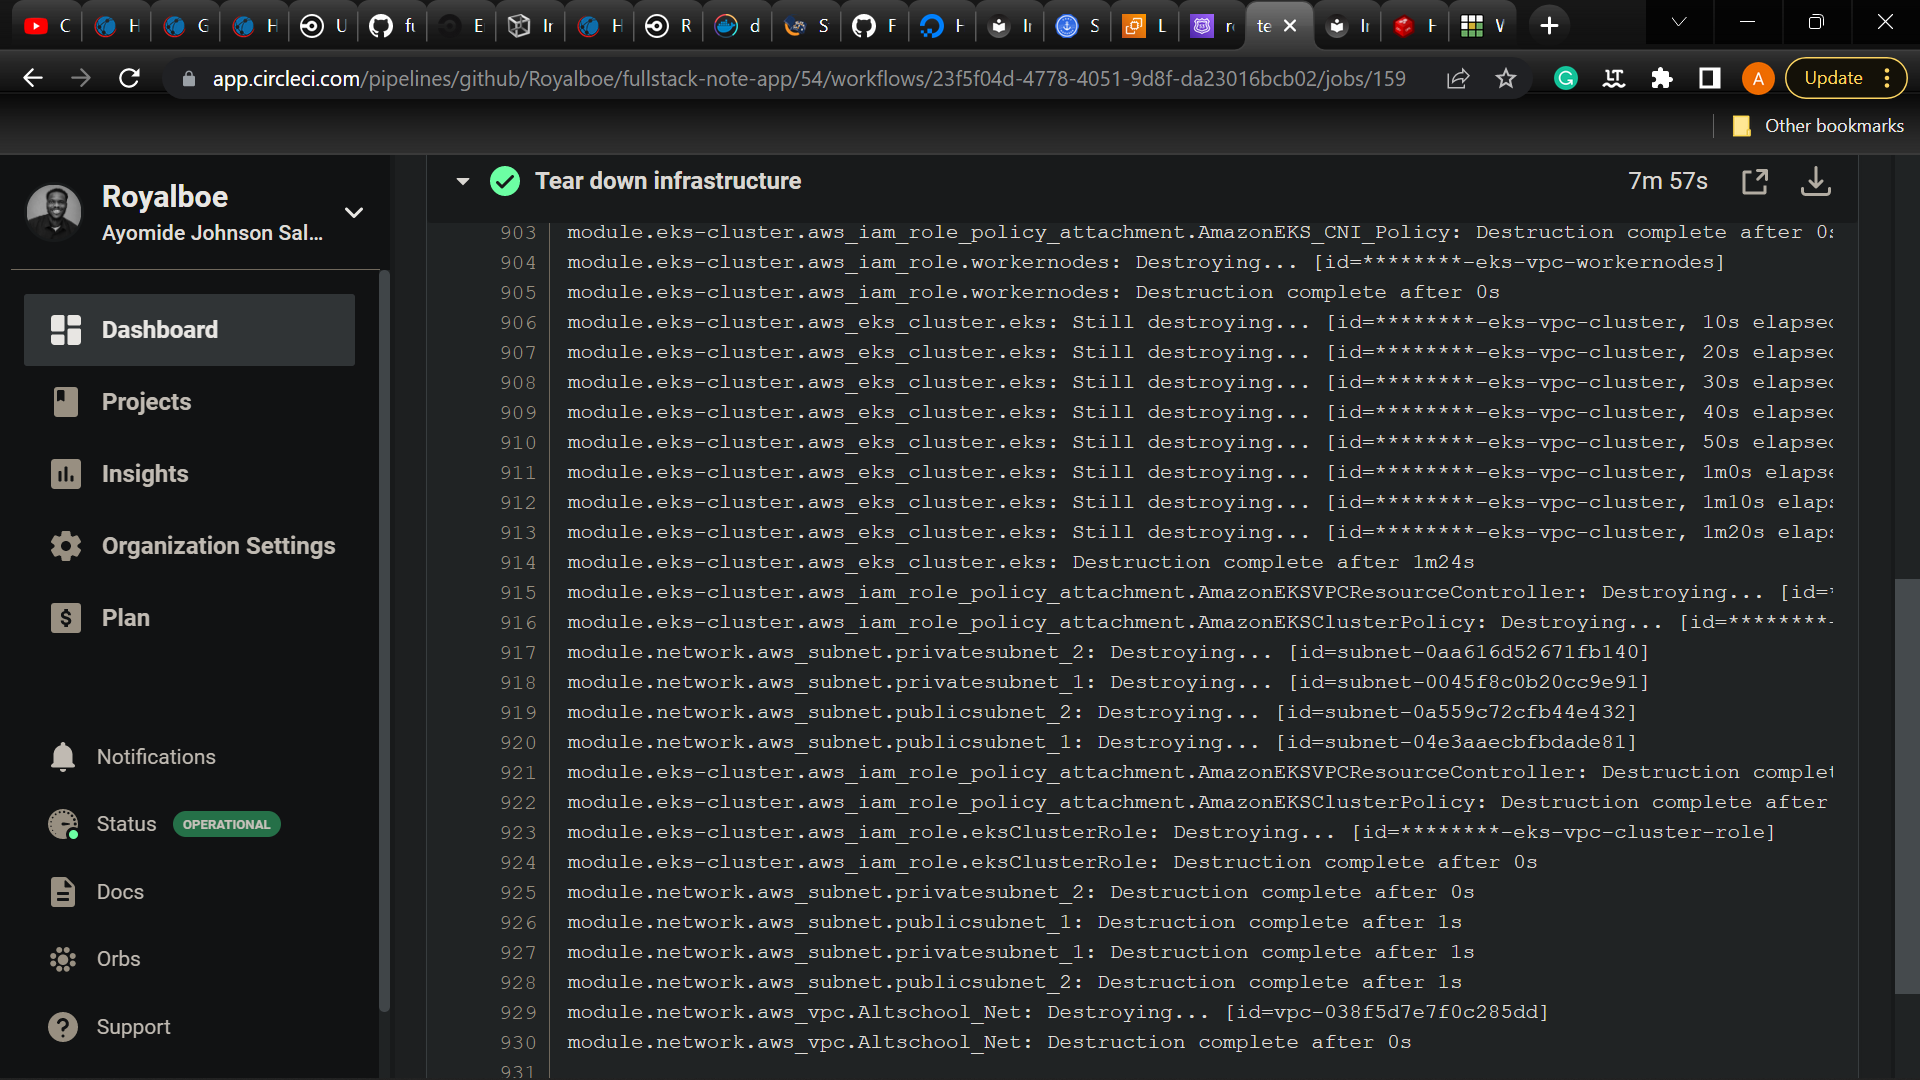 C
H
G
H
U
fu
E
In
H
R
d
S
F
H
In
S
L
r
te
In
H
V
app.circleci.com/pipelines/github/Royalboe/fullstack-note-app/54/workflows/23f5f04d-4778-4051-9d8f-da23016bcb02/jobs/159
A
Update
Other bookmarks
Royalboe
Ayomide Johnson Sal...
Dashboard
Projects
Insights
Organization Settings
Plan
Notifications
Status OPERATIONAL
Docs
Orbs
Support
Tear down infrastructure 7m 57s
903 module.eks-cluster.aws_iam_role_policy_attachment.AmazonEKS_CNI_Policy: Destruction complete after 0s
904 module.eks-cluster.aws_iam_role.workernodes: Destroying... [id=********-eks-vpc-workernodes]
905 module.eks-cluster.aws_iam_role.workernodes: Destruction complete after 0s
906 module.eks-cluster.aws_eks_cluster.eks: Still destroying... [id=********-eks-vpc-cluster, 10s elapsed
907 module.eks-cluster.aws_eks_cluster.eks: Still destroying... [id=********-eks-vpc-cluster, 20s elapsed
908 module.eks-cluster.aws_eks_cluster.eks: Still destroying... [id=********-eks-vpc-cluster, 30s elapsed
909 module.eks-cluster.aws_eks_cluster.eks: Still destroying... [id=********-eks-vpc-cluster, 40s elapsed
910 module.eks-cluster.aws_eks_cluster.eks: Still destroying... [id=********-eks-vpc-cluster, 50s elapsed
911 module.eks-cluster.aws_eks_cluster.eks: Still destroying... [id=********-eks-vpc-cluster, 1m0s elapse
912 module.eks-cluster.aws_eks_cluster.eks: Still destroying... [id=********-eks-vpc-cluster, 1m10s elaps
913 module.eks-cluster.aws_eks_cluster.eks: Still destroying... [id=********-eks-vpc-cluster, 1m20s elaps
914 module.eks-cluster.aws_eks_cluster.eks: Destruction complete after 1m24s
915 module.eks-cluster.aws_iam_role_policy_attachment.AmazonEKSVPCResourceController: Destroying... [id=*
916 module.eks-cluster.aws_iam_role_policy_attachment.AmazonEKSClusterPolicy: Destroying... [id=********-
917 module.network.aws_subnet.privatesubnet_2: Destroying... [id=subnet-0aa616d52671fb140]
918 module.network.aws_subnet.privatesubnet_1: Destroying... [id=subnet-0045f8c0b20cc9e91]
919 module.network.aws_subnet.publicsubnet_2: Destroying... [id=subnet-0a559c72cfb44e432]
920 module.network.aws_subnet.publicsubnet_1: Destroying... [id=subnet-04e3aaecbfbdade81]
921 module.eks-cluster.aws_iam_role_policy_attachment.AmazonEKSVPCResourceController: Destruction complet
922 module.eks-cluster.aws_iam_role_policy_attachment.AmazonEKSClusterPolicy: Destruction complete after
923 module.eks-cluster.aws_iam_role.eksClusterRole: Destroying... [id=********-eks-vpc-cluster-role]
924 module.eks-cluster.aws_iam_role.eksClusterRole: Destruction complete after 0s
925 module.network.aws_subnet.privatesubnet_2: Destruction complete after 0s
926 module.network.aws_subnet.publicsubnet_1: Destruction complete after 1s
927 module.network.aws_subnet.privatesubnet_1: Destruction complete after 1s
928 module.network.aws_subnet.publicsubnet_2: Destruction complete after 1s
929 module.network.aws_vpc.Altschool_Net: Destroying... [id=vpc-038f5d7e7f0c285dd]
930 module.network.aws_vpc.Altschool_Net: Destruction complete after 0s
931